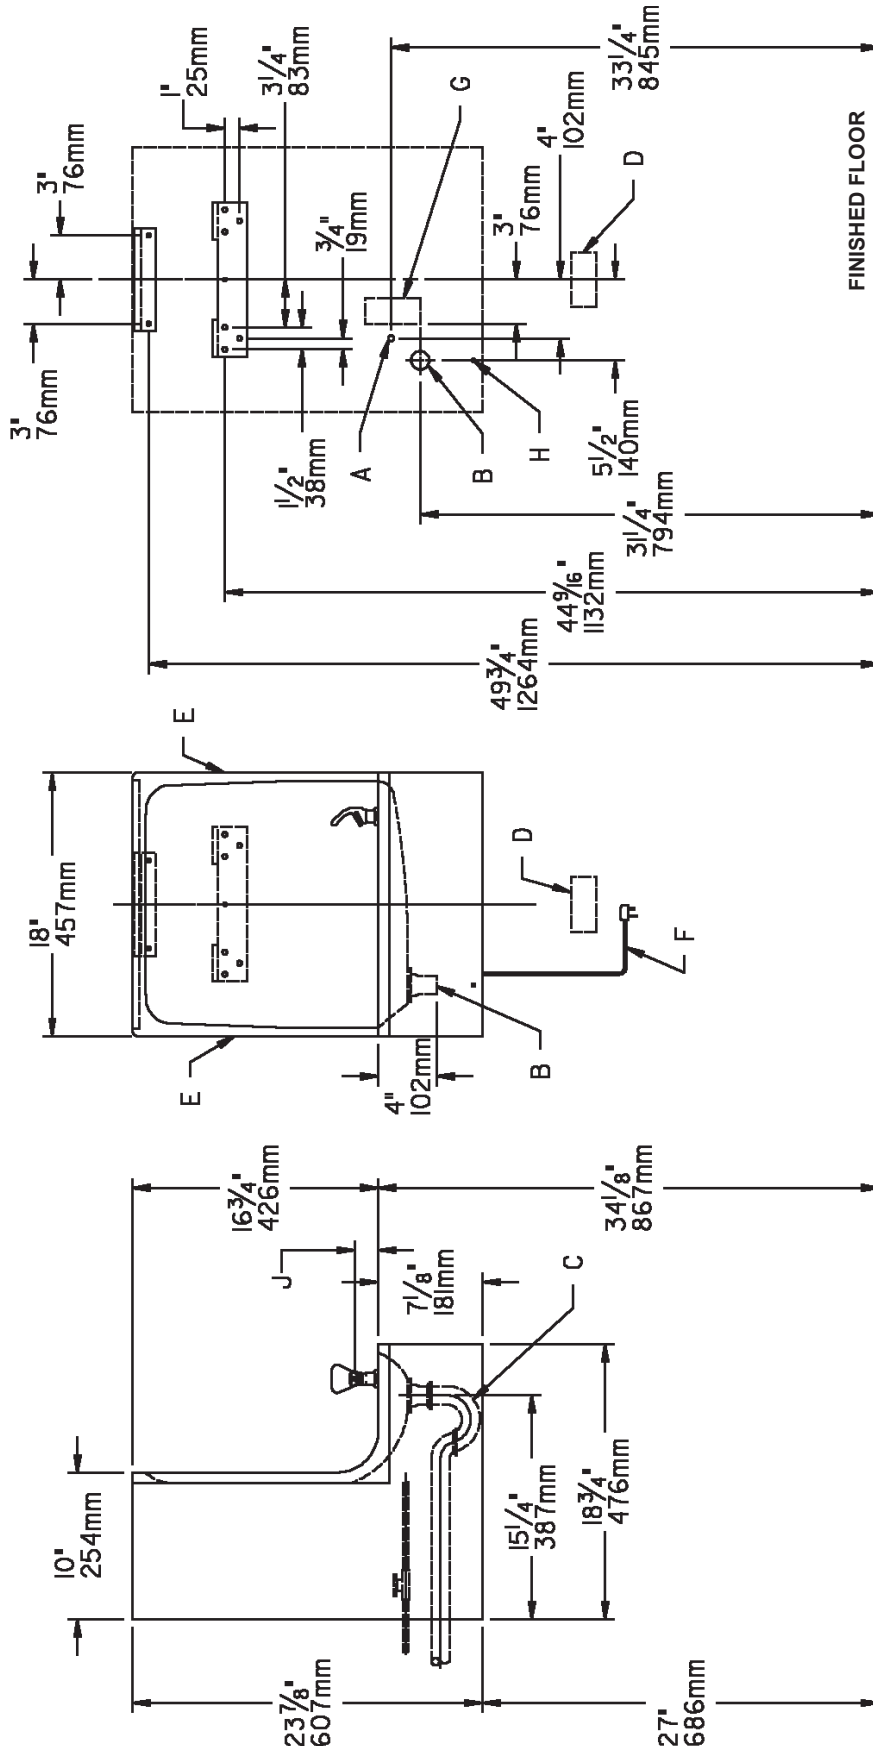 10"
254mm
23 7/8"
607mm
27"
686mm
15 1/4"
387mm
18 3/4"
476mm
7 1/8"
181mm
C
J
16 3/4"
426mm
34 1/8"
867mm
18"
457mm
E
E
4"
102mm
B
D
F
3"
76mm
3"
76mm
1"
25mm
3 1/4"
83mm
3/4"
19mm
1 1/2"
38mm
A
B
H
G
3"
76mm
4"
102mm
5 1/2"
140mm
D
33 1/4"
845mm
31 1/4"
794mm
44 9/16"
1132mm
49 3/4"
1264mm
FINISHED FLOOR